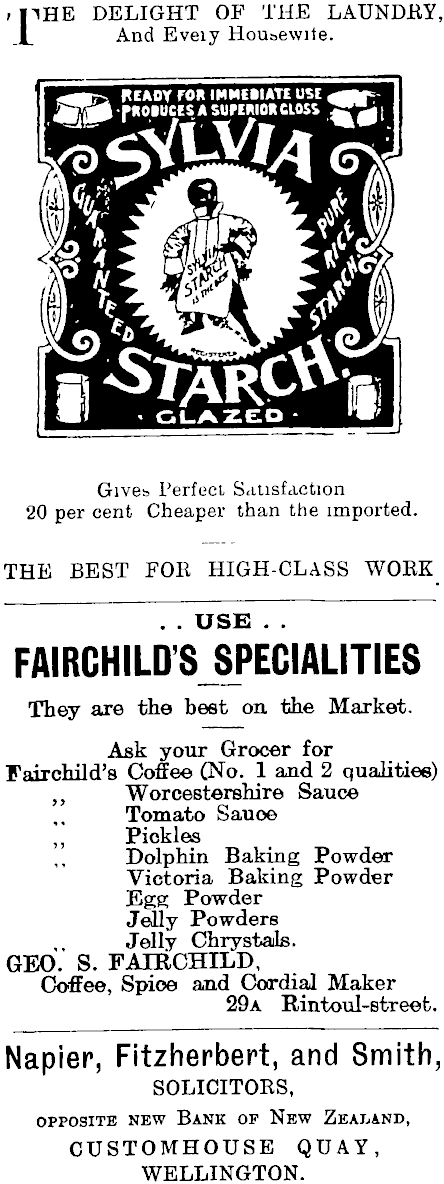 THE DELIGHT OF THE LAUNDRY,
And Every Housewife.
READY FOR IMMEDIATE USE
PRODUCES A SUPERIOR GLOSS
SYLVIA
GUARANTEED
PURE RICE STARCH
SYLVIA
STARCH
IS THE BEST
REGISTERED
STARCH.
· GLAZED ·
Gives Perfect Satisfaction
20 per cent Cheaper than the imported.
THE BEST FOR HIGH-CLASS WORK.
. . USE . .
FAIRCHILD'S SPECIALITIES
They are the best on the Market.
Ask your Grocer for
Fairchild's Coffee (No. 1 and 2 qualities)
,, Worcestershire Sauce
,, Tomato Sauce
,, Pickles
,, Dolphin Baking Powder
Victoria Baking Powder
Egg Powder
Jelly Powders
,, Jelly Chrystals.
GEO. S. FAIRCHILD,
Coffee, Spice and Cordial Maker
29A Rintoul-street.
Napier, Fitzherbert, and Smith,
SOLICITORS,
OPPOSITE NEW BANK OF NEW ZEALAND,
CUSTOMHOUSE QUAY,
WELLINGTON.